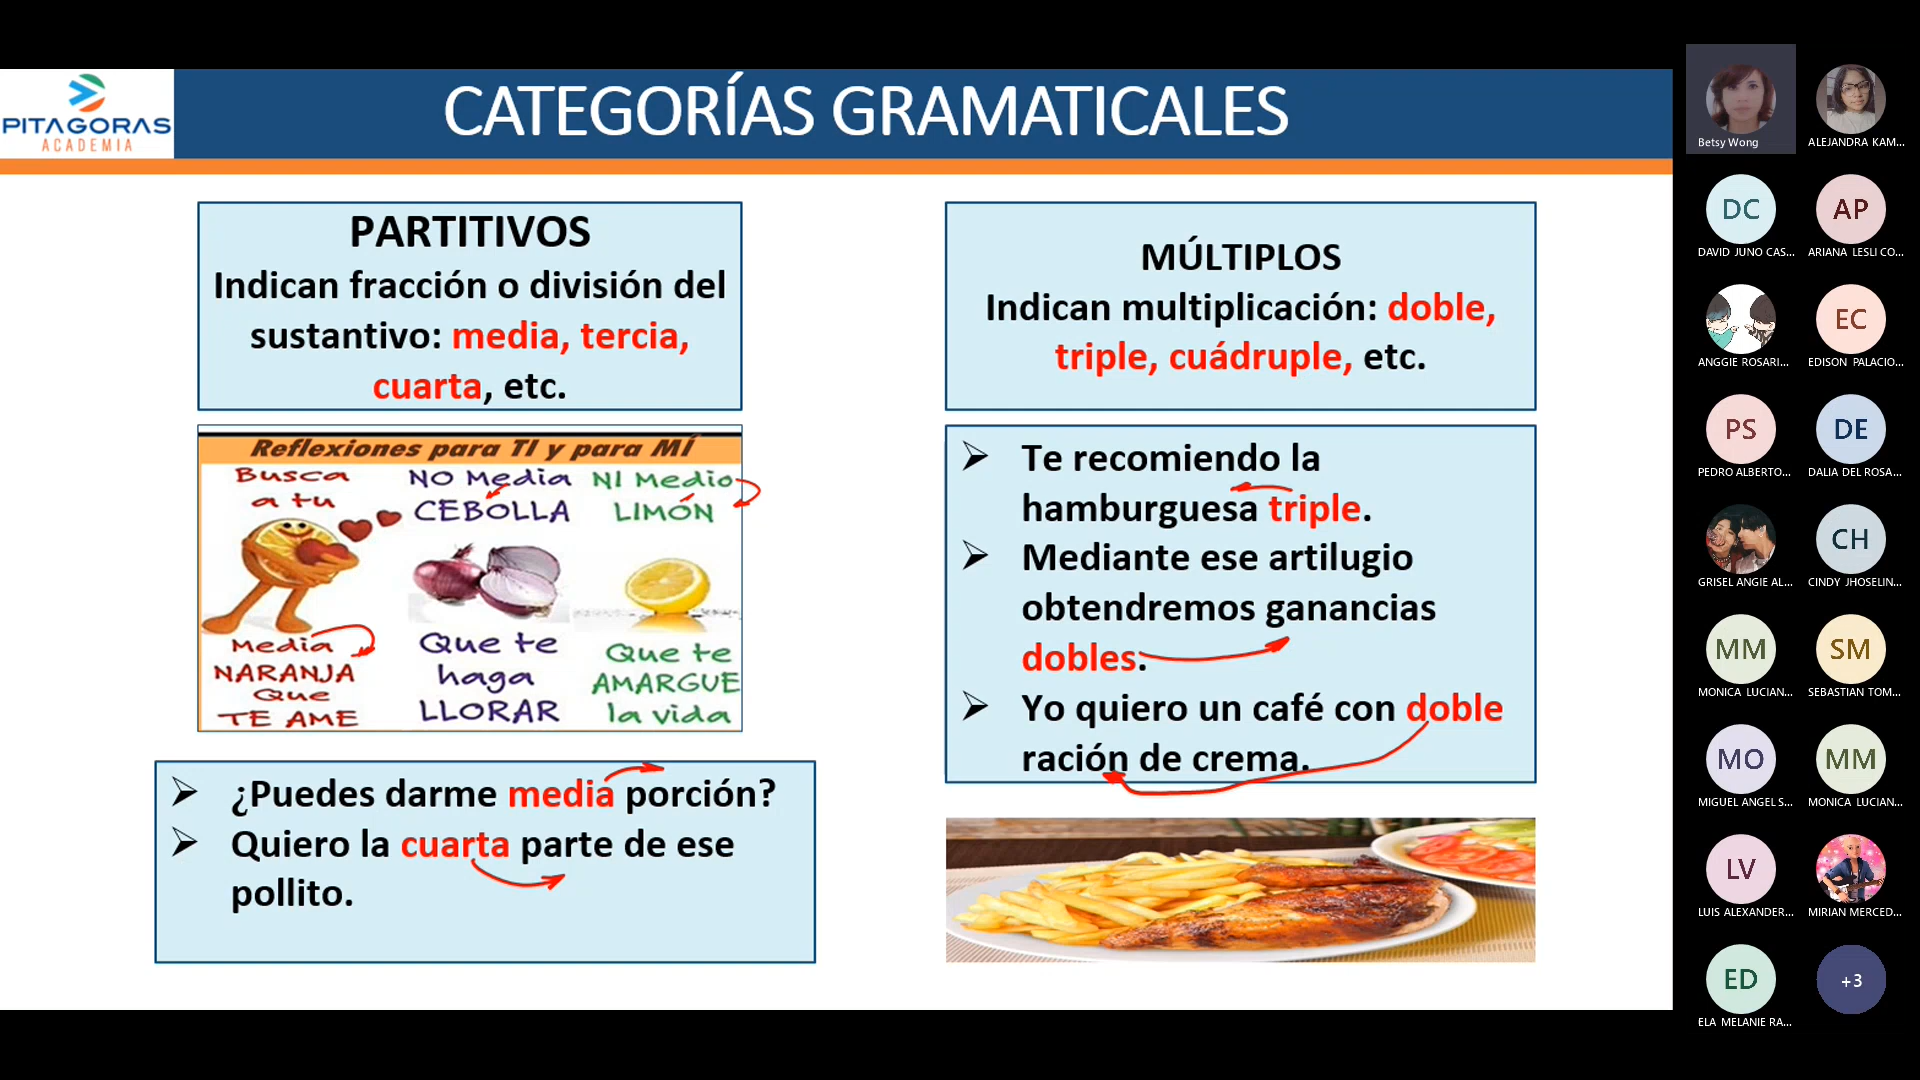 PITAGORAS
ACADEMIA
CATEGORÍAS GRAMATICALES
PARTITIVOS
Indican fracción o división del
sustantivo: media, tercia,
cuarta, etc.
Reflexiones para TI y para MÍ
Busca
a tu
Media
NARANJA
Que
TE AME
NO Media
CEBOLLA
Que te
haga
LLORAR
NI Medio
LIMÓN
Que te
AMARGUE
la vida
¿Puedes darme media porción?
Quiero la cuarta parte de ese
pollito.
MÚLTIPLOS
Indican multiplicación: doble,
triple, cuádruple, etc.
Te recomiendo la
hamburguesa triple.
Mediante ese artilugio
obtendremos ganancias
dobles.
Yo quiero un café con doble
ración de crema.
Betsy Wong
ALEJANDRA KAM...
DC
DAVID JUNO CAS...
AP
ARIANA LESLI CO...
ANGGIE ROSARI...
EC
EDISON PALACIO...
PS
PEDRO ALBERTO...
DE
DALIA DEL ROSA...
GRISEL ANGIE AL...
CH
CINDY JHOSELIN...
MM
MONICA LUCIAN...
SM
SEBASTIAN TOM...
MO
MIGUEL ANGEL S...
MM
MONICA LUCIAN...
LV
LUIS ALEXANDER...
MIRIAN MERCED...
ED
ELA MELANIE RA...
+3